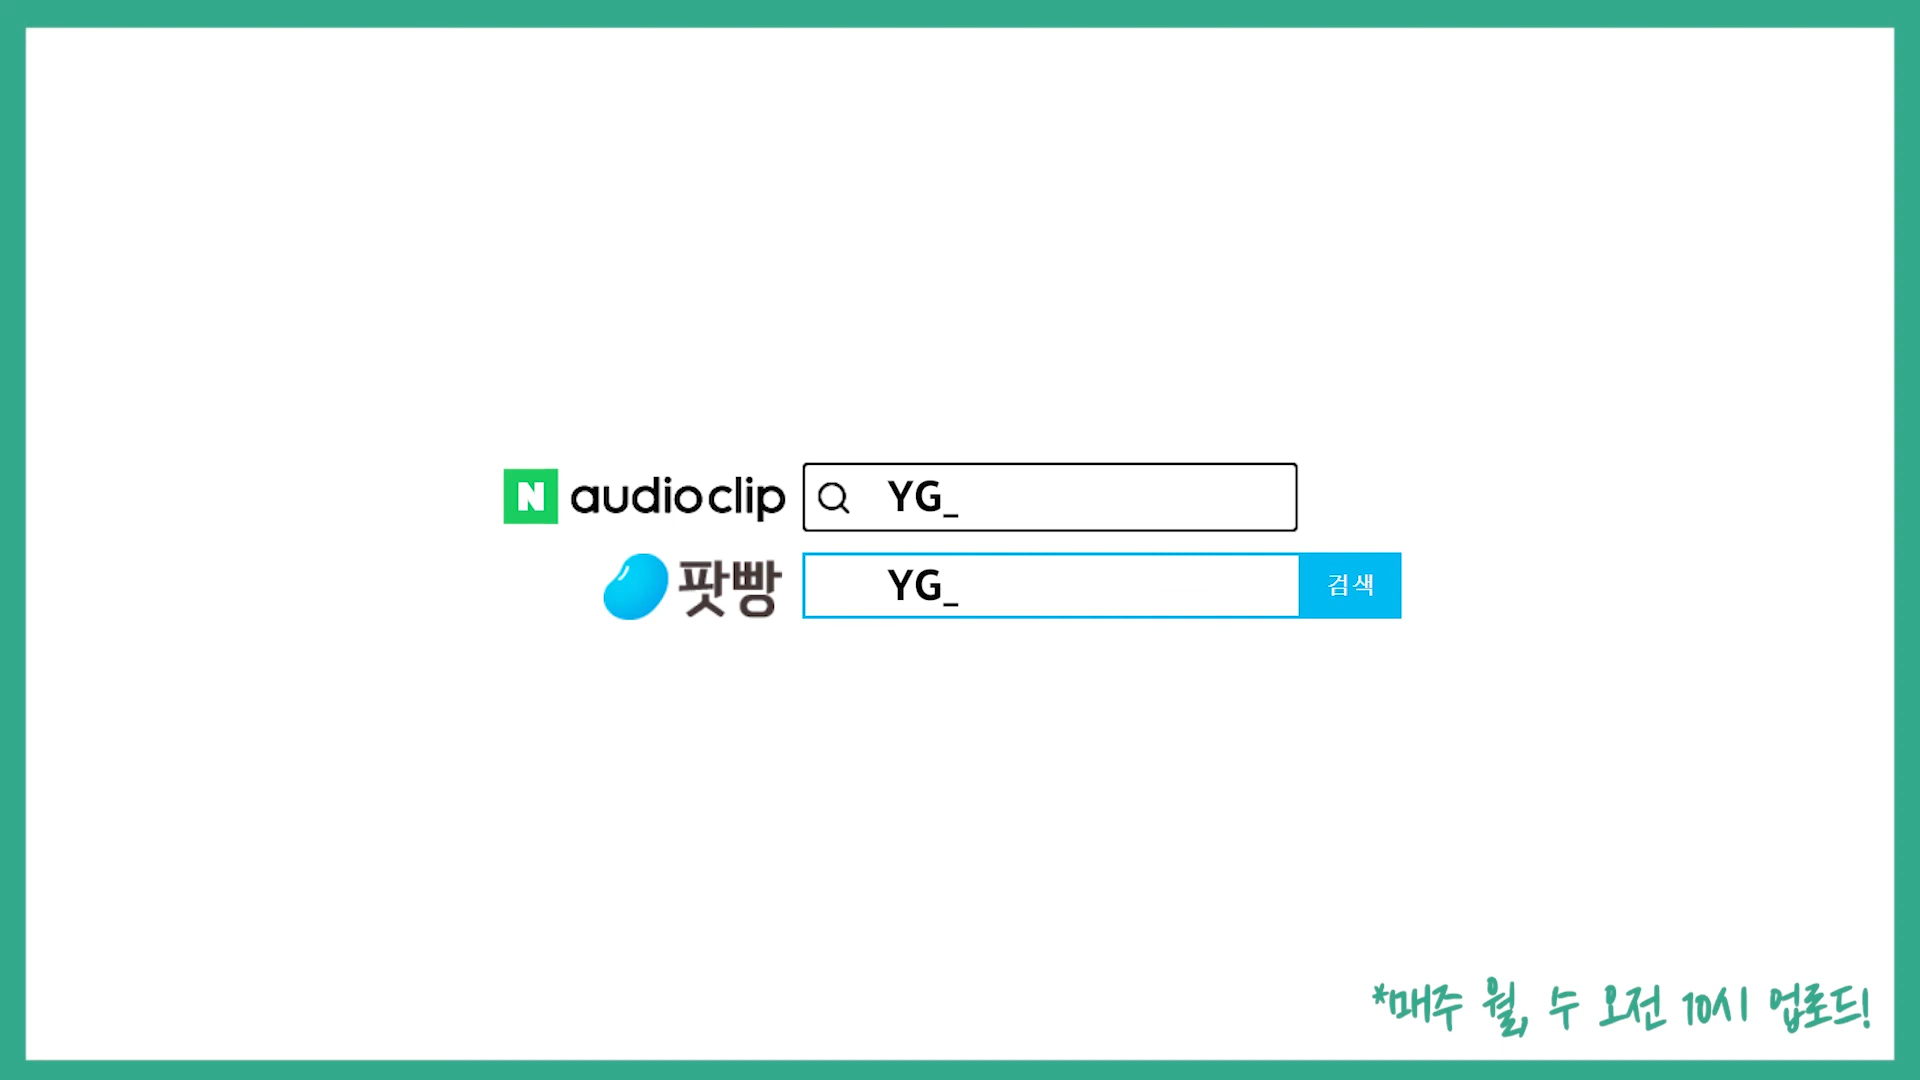 N audioclip YG_
팟빵 YG_ 검색
*매주 월, 수 오전 10시 업로드!